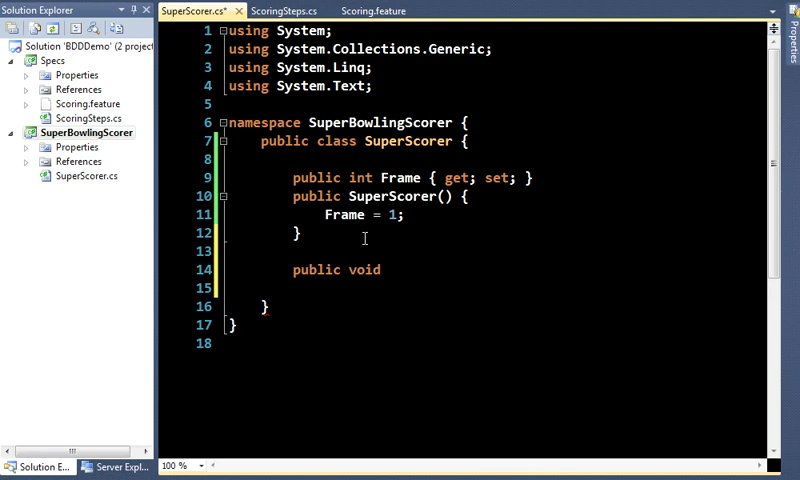 SuperScorer.cs* ScoringSteps.cs Scoring.feature
Solution Explorer
Solution 'BDDDemo' (2 project
Specs
Properties
References
Scoring.feature
ScoringSteps.cs
SuperBowlingScorer
Properties
References
SuperScorer.cs
1 using System;
2 using System.Collections.Generic;
3 using System.Linq;
4 using System.Text;
5
6 namespace SuperBowlingScorer {
7 public class SuperScorer {
8
9 public int Frame { get; set; }
10 public SuperScorer() {
11 Frame = 1;
12 }
13
14 public void
15
16 }
17 }
18
100 %
Solution E... Server Expl...
Properties